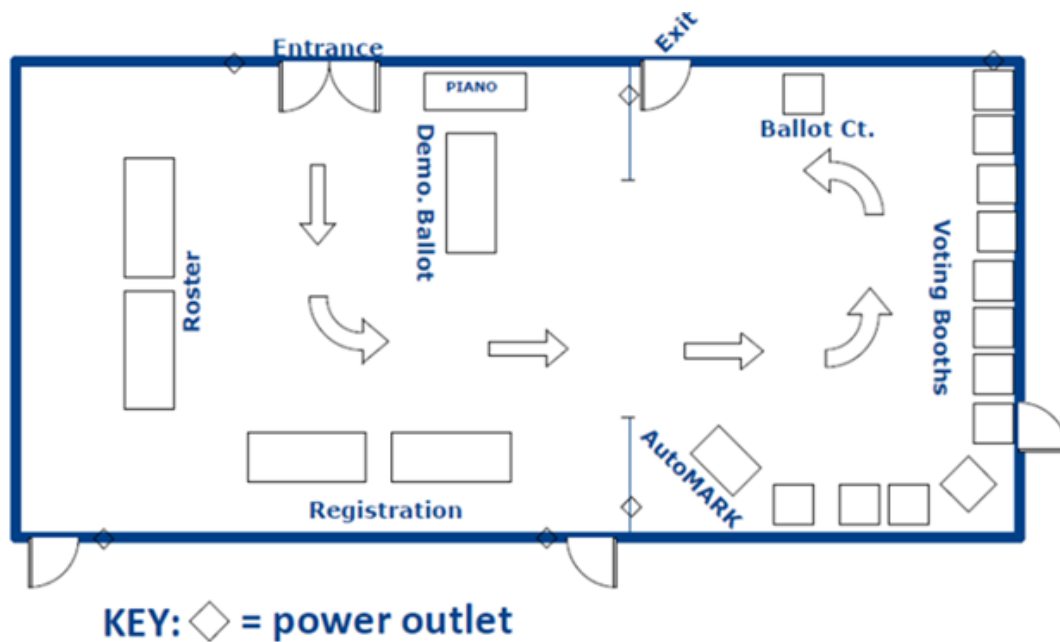 Entrance
Exit
PIANO
Ballot Ct.
Demo. Ballot
Roster
Voting Booths
AutoMARK
Registration
KEY: ◇ = power outlet